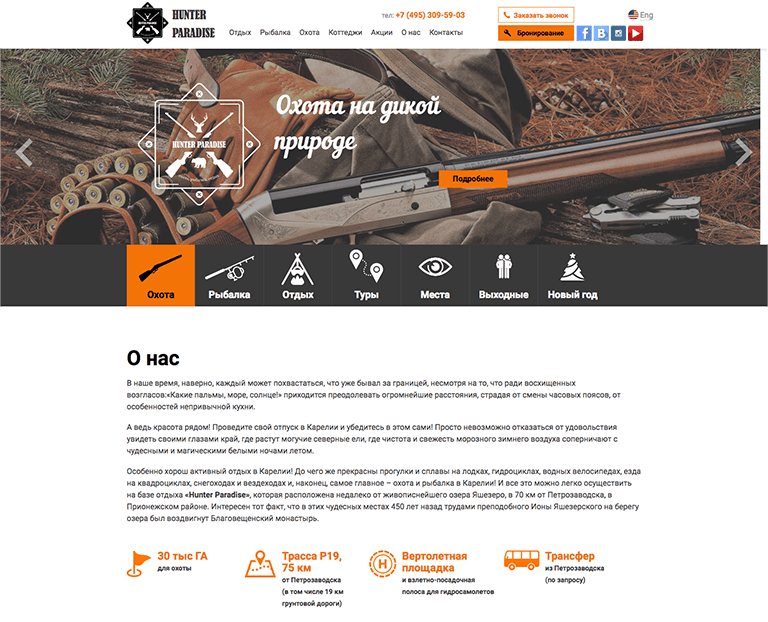 HUNTER
PARADISE
тел: +7 (495) 309-59-03
Заказать звонок
Eng
Отдых Рыбалка Охота Коттеджи Акции О нас Контакты
Бронирование
Охота на дикой
природе
HUNTER PARADISE
Подробнее
Охота Рыбалка Отдых Туры Места Выходные Новый год
О нас
В наше время, наверно, каждый может похвастаться, что уже бывал за границей, несмотря на то, что ради восхищенных
возгласов:«Какие пальмы, море, солнце!» приходится преодолевать огромнейшие расстояния, страдая от смены часовых поясов, от
особенностей непривычной кухни.
А ведь красота рядом! Проведите свой отпуск в Карелии и убедитесь в этом сами! Просто невозможно отказаться от удовольствия
увидеть своими глазами край, где растут могучие северные ели, где чистота и свежесть морозного зимнего воздуха соперничают с
чудесными и магическими белыми ночами летом.
Особенно хорош активный отдых в Карелии! До чего же прекрасны прогулки и сплавы на лодках, гидроциклах, водных велосипедах, езда
на квадроциклах, снегоходах и вездеходах и, наконец, самое главное – охота и рыбалка в Карелии! И все это можно легко осуществить
на базе отдыха «Hunter Paradise», которая расположена недалеко от живописнейшего озера Яшезеро, в 70 км от Петрозаводска, в
Прионежском районе. Интересен тот факт, что в этих чудесных местах 450 лет назад трудами преподобного Ионы Яшезерского на берегу
озера был воздвигнут Благовещенский монастырь.
30 тыс ГА
для охоты
Трасса Р19,
75 км
от Петрозаводска
(в том числе 19 км
грунтовой дороги)
H
Вертолетная
площадка
и взлетно-посадочная
полоса для гидросамолетов
Трансфер
из Петрозаводска
(по запросу)